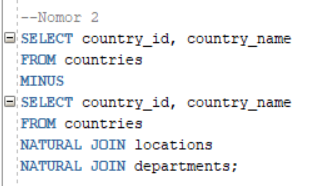 --Nomor 2
SELECT country_id, country_name
FROM countries
MINUS
SELECT country_id, country_name
FROM countries
NATURAL JOIN locations
NATURAL JOIN departments;